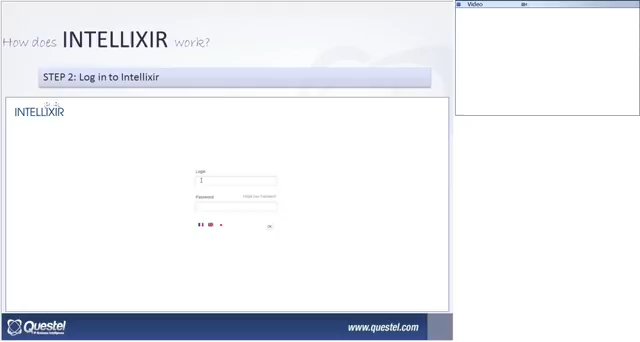 How does INTELLIXIR work?
Video
STEP 2: Log in to Intellixir
INTELLIXIR
Login
Password
Questel
www.questel.com